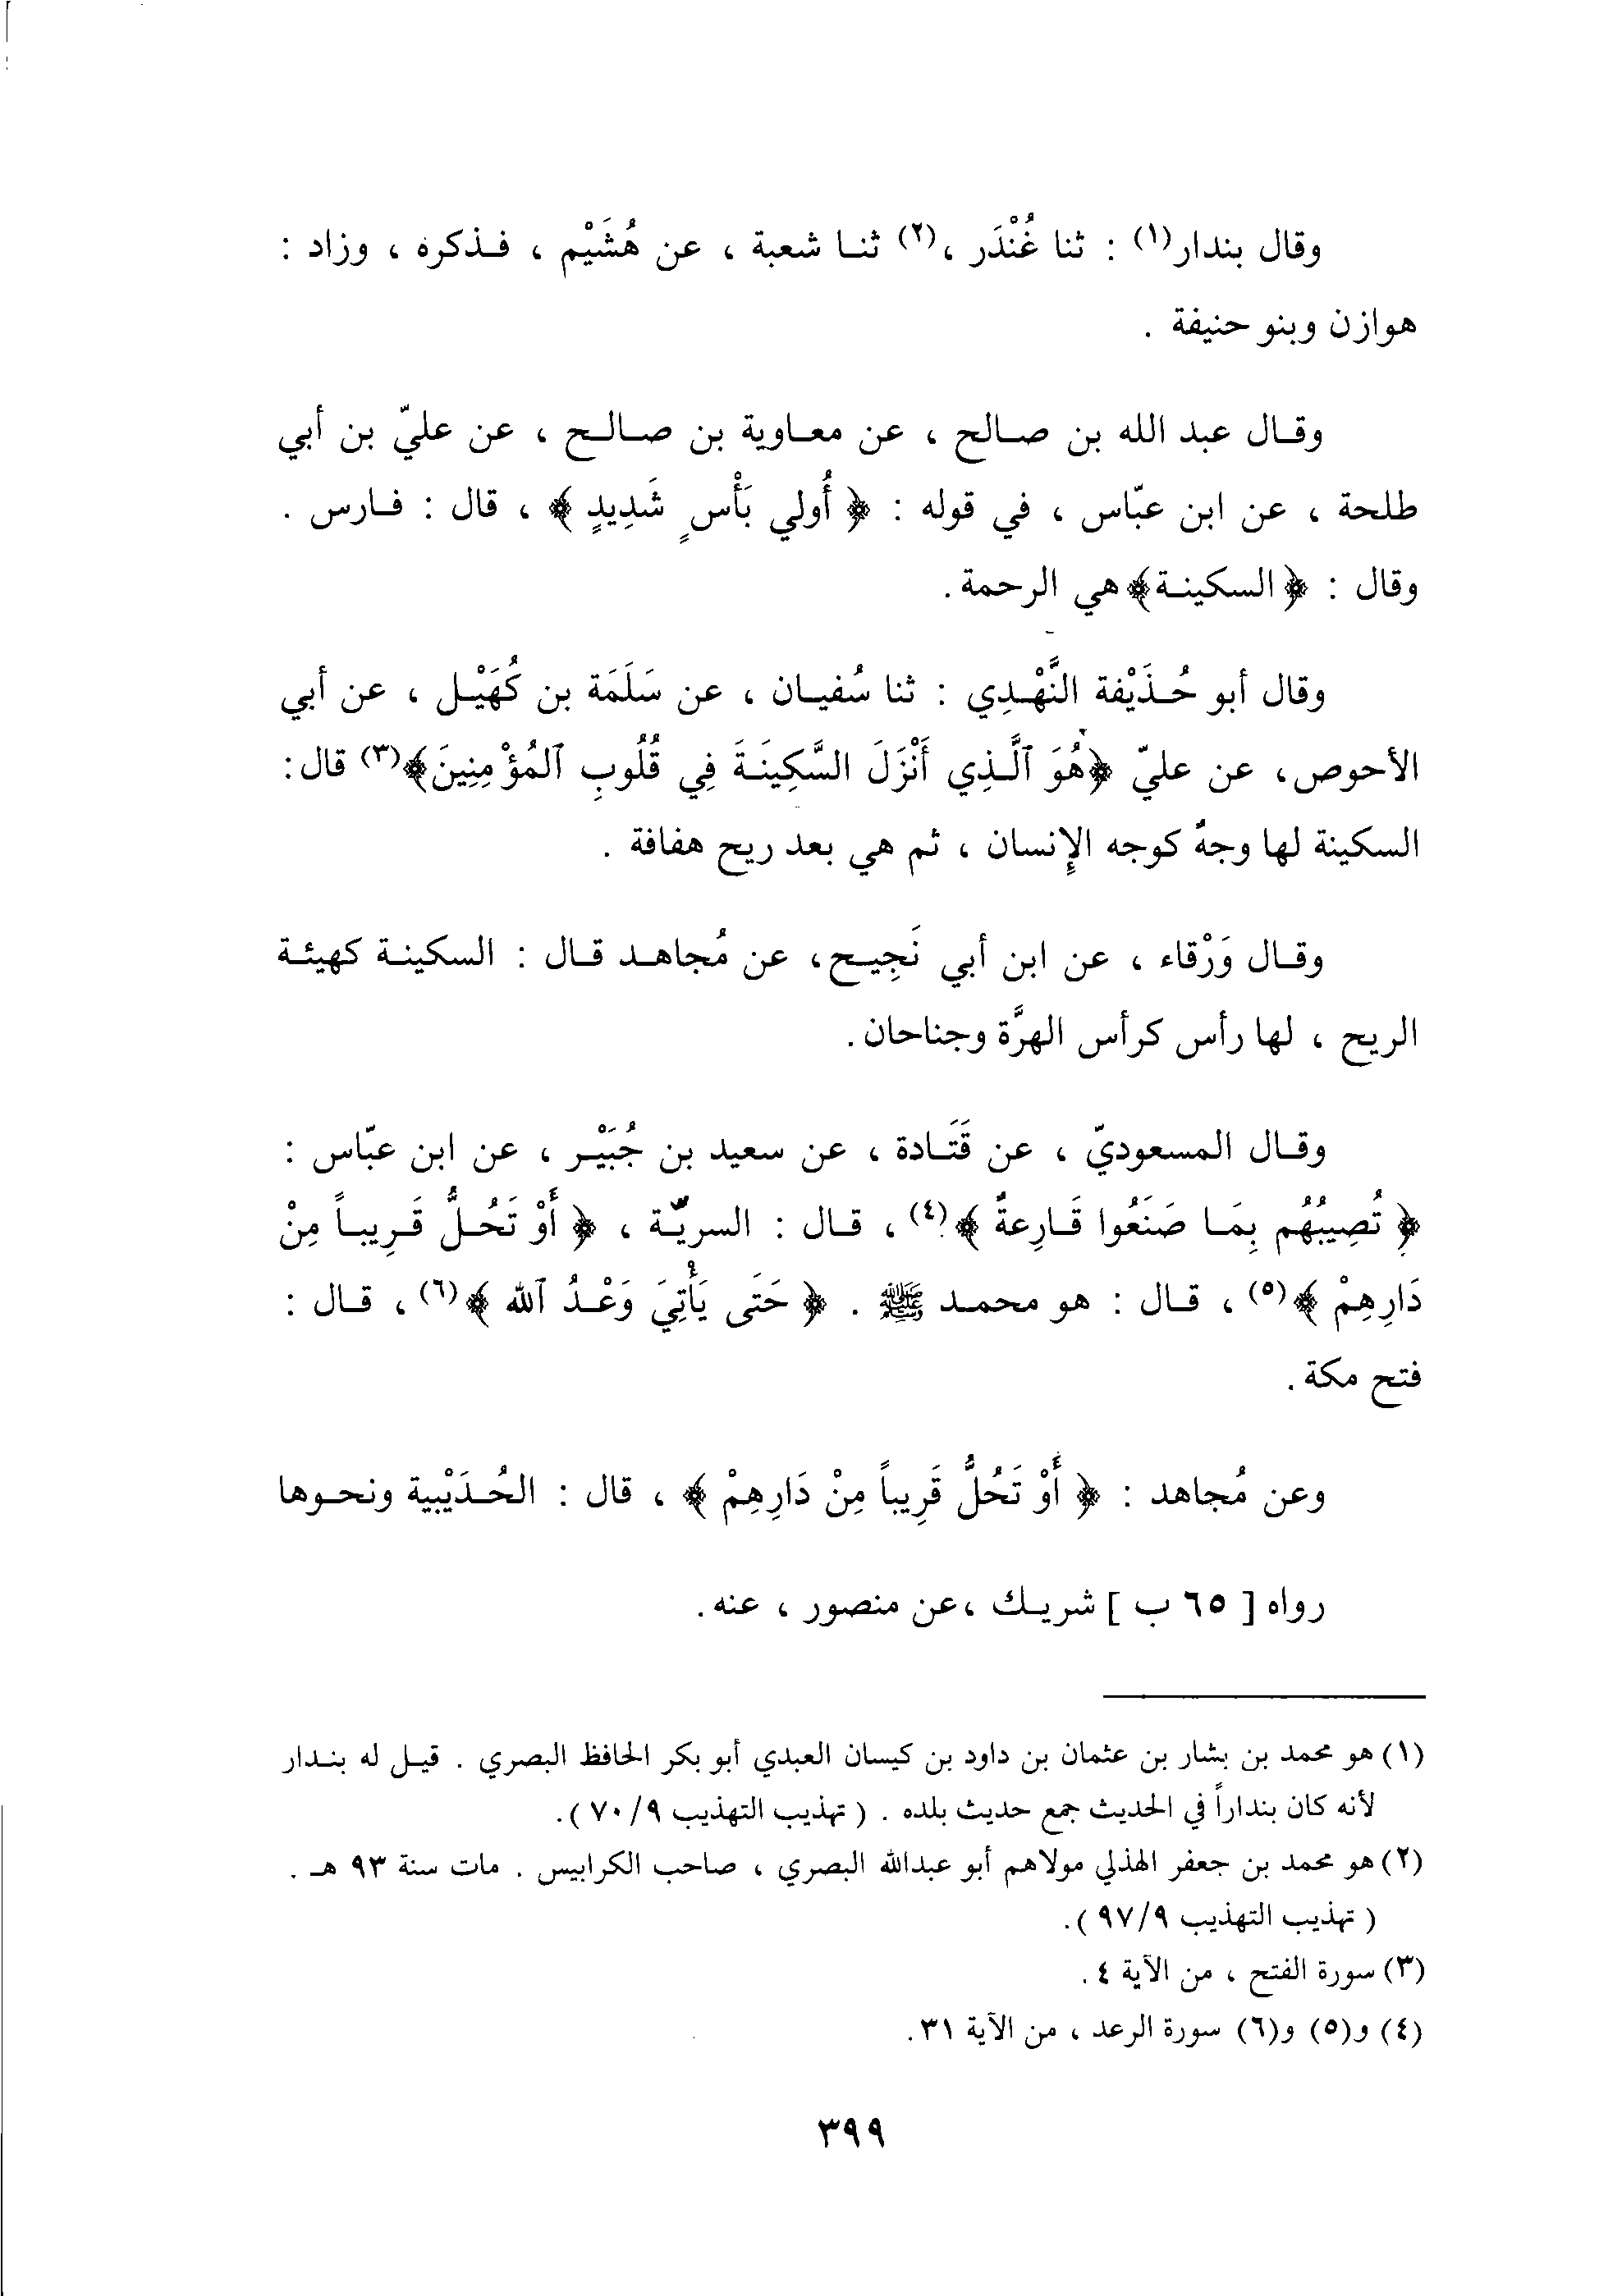 وقال بندار(١) : ثنا غُنْدَر ،(٢) ثنا شعبة ، عن هُشَيْم ، فذكره ، وزاد :
هوازن وبنو حنيفة .
وقال عبد الله بن صالح ، عن معاوية بن صالح ، عن عليّ بن أبي
طلحة ، عن ابن عبّاس ، في قوله : ﴿ أُولي بَأْسٍ شَدِيدٍ ﴾ ، قال : فارس .
وقال : ﴿السكينة﴾ هي الرحمة .
وقال أبو حُذَيْفة النَّهْدِي : ثنا سُفيان ، عن سَلَمَة بن كُهَيْل ، عن أبي
الأحوص، عن عليّ ﴿هُوَ ٱلَّذِي أَنْزَلَ السَّكِينَةَ فِي قُلُوبِ ٱلمُؤْمِنِينَ﴾(٣) قال:
السكينة لها وجهٌ كوجه الإنسان ، ثم هي بعد ريح هفافة .
وقال وَرْقاء ، عن ابن أبي نَجِيح، عن مُجاهد قال : السكينة كهيئة
الريح ، لها رأس كرأس الهرَّة وجناحان.
وقال المسعوديّ ، عن قَتَادة ، عن سعيد بن جُبَيْر ، عن ابن عبّاس :
﴿ تُصِيبُهُم بِمَا صَنَعُوا قَارِعةٌ ﴾(٤) ، قال : السريّة ، ﴿ أَوْ تَحُلُّ قَرِيباً مِنْ
دَارِهِمْ ﴾(٥) ، قال : هو محمد ﷺ . ﴿ حَتَى يَأْتِيَ وَعْدُ ٱلله ﴾(٦) ، قال :
فتح مكة .
وعن مُجاهد : ﴿ أَوْ تَحُلُّ قَرِيباً مِنْ دَارِهِمْ ﴾ ، قال : الحُدَيْبية ونحوها
رواه [ ٦٥ ب ] شريك ،عن منصور ، عنه.
(١) هو محمد بن بشار بن عثمان بن داود بن كيسان العبدي أبو بكر الحافظ البصري . قيل له بندار
لأنه كان بنداراً في الحديث جمع حديث بلده . ( تهذيب التهذيب ٧٠/٩ ).
(٢) هو محمد بن جعفر الهذلي مولاهم أبو عبدالله البصري ، صاحب الكرابيس . مات سنة ٩٣ هـ .
( تهذيب التهذيب ٩٧/٩ ).
(٣) سورة الفتح ، من الآية ٤ .
(٤) و(٥) و(٦) سورة الرعد ، من الآية ٣١.
٣٩٩